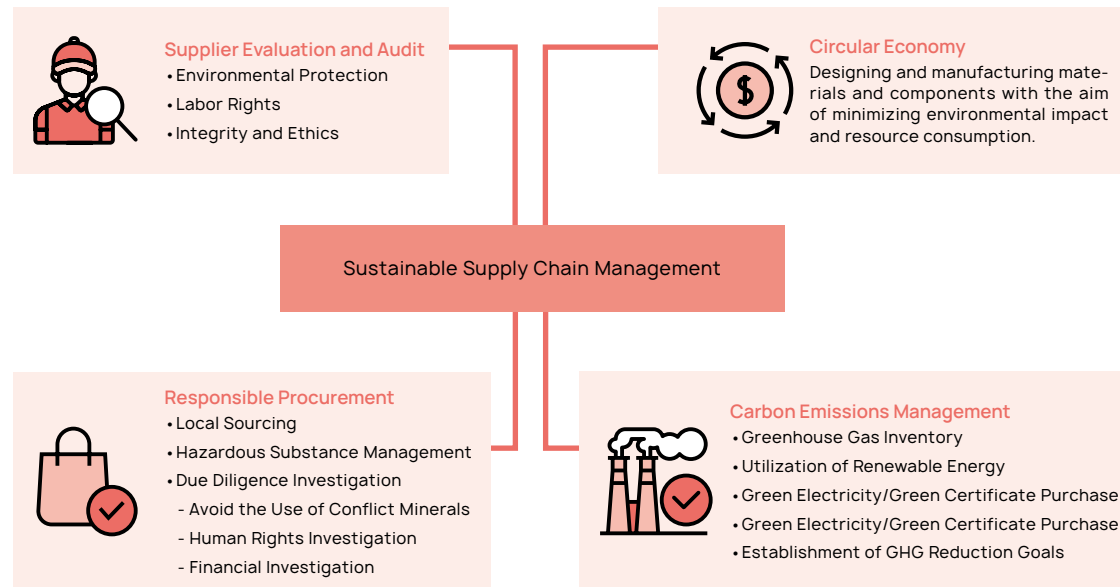 Supplier Evaluation and Audit
•Environmental Protection
•Labor Rights
•Integrity and Ethics
Circular Economy
Designing and manufacturing mate-
rials and components with the aim
of minimizing environmental impact
and resource consumption.
$
Sustainable Supply Chain Management
Responsible Procurement
•Local Sourcing
•Hazardous Substance Management
•Due Diligence Investigation
- Avoid the Use of Conflict Minerals
- Human Rights Investigation
- Financial Investigation
Carbon Emissions Management
•Greenhouse Gas Inventory
•Utilization of Renewable Energy
•Green Electricity/Green Certificate Purchase
•Green Electricity/Green Certificate Purchase
•Establishment of GHG Reduction Goals